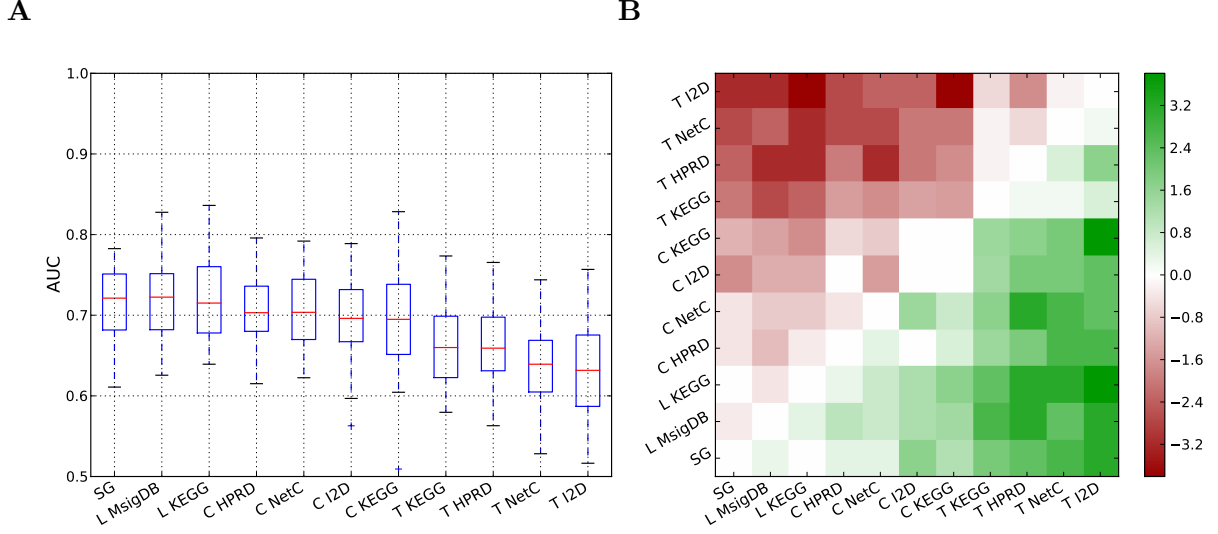 A
B
1.0
0.9
0.8
0.7
0.6
0.5
AUC
SG
L MsigDB
L KEGG
C HPRD
C NetC
C I2D
C KEGG
T KEGG
T HPRD
T NetC
T I2D
T I2D
T NetC
T HPRD
T KEGG
C KEGG
C I2D
C NetC
C HPRD
L KEGG
L MsigDB
SG
SG
L MsigDB
L KEGG
C HPRD
C NetC
C I2D
C KEGG
T KEGG
T HPRD
T NetC
T I2D
3.2
2.4
1.6
0.8
0.0
−0.8
−1.6
−2.4
−3.2